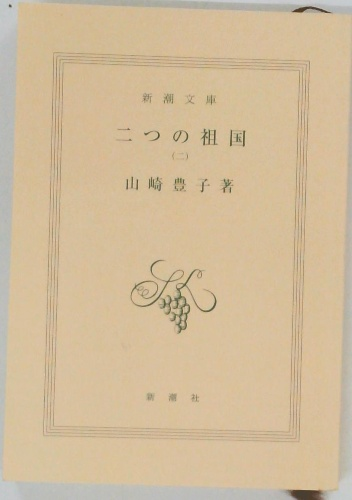 新潮文庫
二つの祖国
(二)
山崎豊子著
新潮社